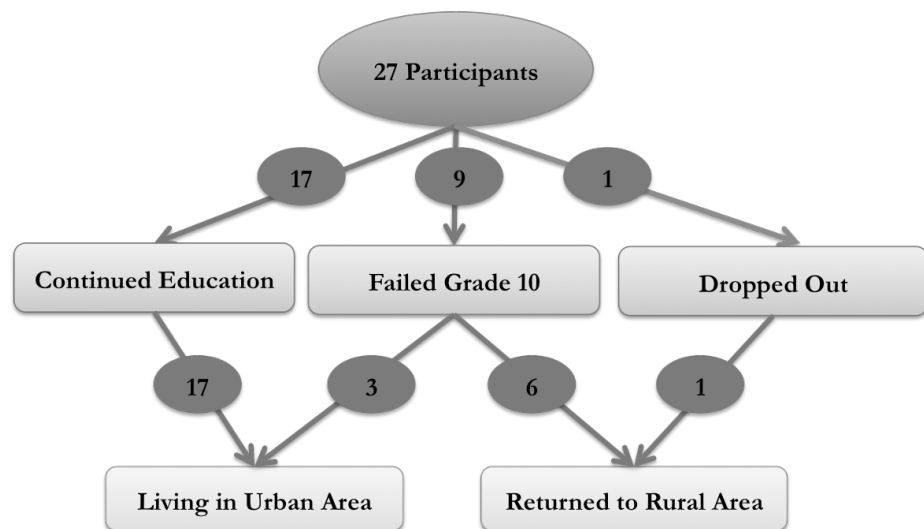 27 Participants
17
9
1
Continued Education
Failed Grade 10
Dropped Out
17
3
6
1
Living in Urban Area
Returned to Rural Area